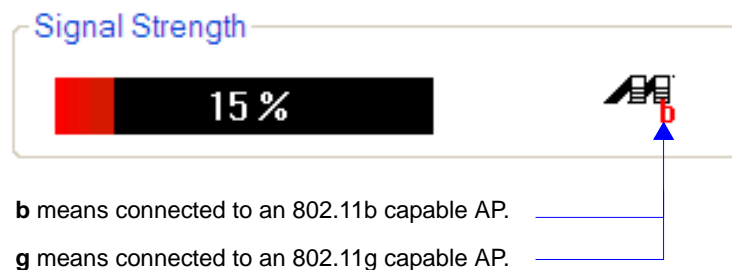 Signal Strength
15 %
b
b means connected to an 802.11b capable AP.
g means connected to an 802.11g capable AP.